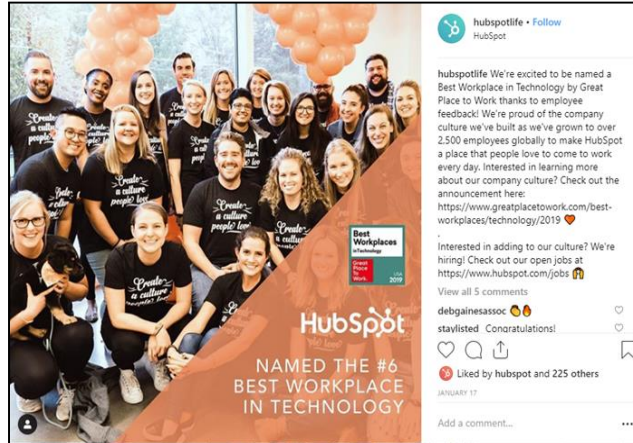 hubspotlife • Follow
HubSpot
hubspotlife We're excited to be named a
Best Workplace in Technology by Great
Place to Work thanks to employee
feedback! We're proud of the company
culture we've built as we've grown to over
2,500 employees globally to make HubSpot
a place that people love to come to work
every day. Interested in learning more
about our company culture? Check out the
announcement here:
https://www.greatplacetowork.com/best-
workplaces/technology/2019 🧡
.
Interested in adding to our culture? We're
hiring! Check out our open jobs at
https://www.hubspot.com/jobs 🙌
View all 5 comments
debgainesassoc 👏🔥
staylisted Congratulations!
Liked by hubspot and 225 others
JANUARY 17
Add a comment...
Create
a culture
people love
Best
Workplaces
in Technology
Great
Place
To
Work.
USA
2019
HubSpot
NAMED THE #6
BEST WORKPLACE
IN TECHNOLOGY